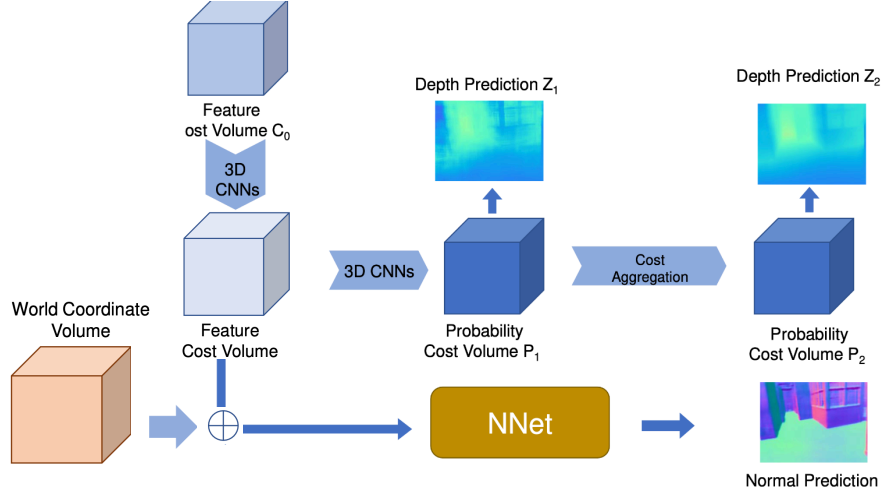 Feature
ost Volume C₀
3D
CNNs
Depth Prediction Z₁
Depth Prediction Z₂
3D CNNs
Cost
Aggregation
World Coordinate
Volume
Feature
Cost Volume
Probability
Cost Volume P₁
Probability
Cost Volume P₂
NNet
Normal Prediction